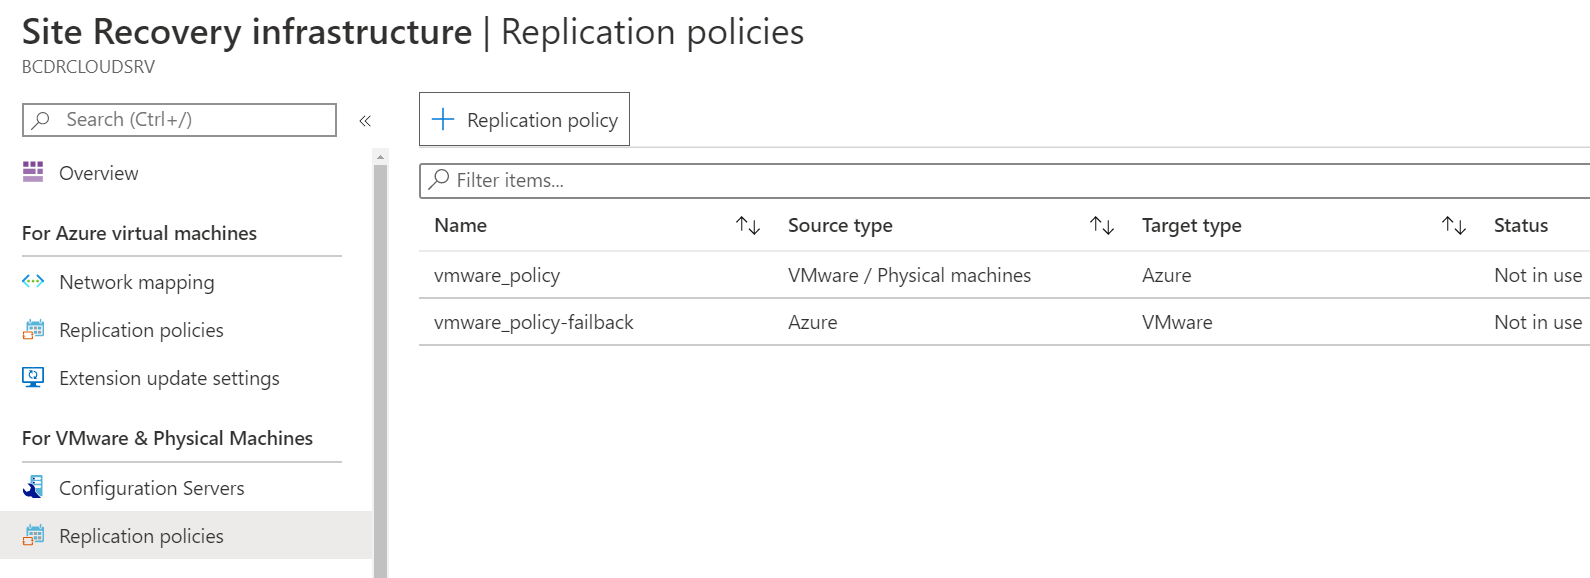 Site Recovery infrastructure | Replication policies
BCDRCLOUDSRV
Search (Ctrl+/)
«
Overview
For Azure virtual machines
Network mapping
Replication policies
Extension update settings
For VMware & Physical Machines
Configuration Servers
Replication policies
+ Replication policy
Filter items...
Name ↑↓ Source type ↑↓ Target type ↑↓ Status
vmware_policy VMware / Physical machines Azure Not in use
vmware_policy-failback Azure VMware Not in use